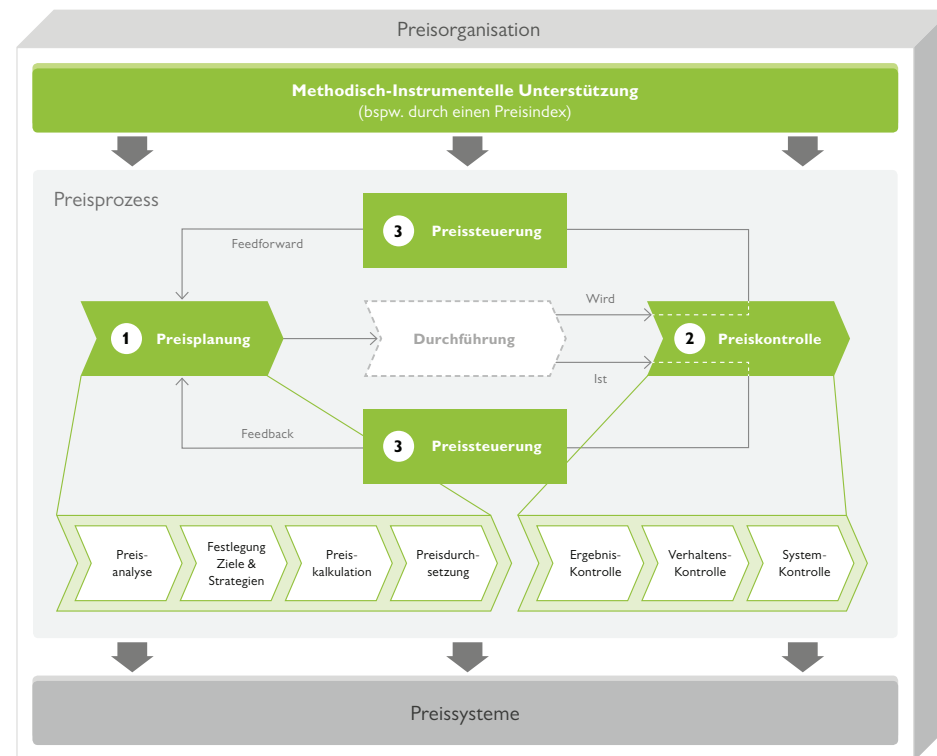 Preisorganisation
Methodisch-Instrumentelle Unterstützung
(bspw. durch einen Preisindex)
Preisprozess
3 Preissteuerung
Feedforward
Wird
1 Preisplanung
Durchführung
2 Preiskontrolle
Ist
Feedback
3 Preissteuerung
Preis-
analyse
Festlegung
Ziele &
Strategien
Preis-
kalkulation
Preisdurch-
setzung
Ergebnis-
Kontrolle
Verhaltens-
Kontrolle
System-
Kontrolle
Preissysteme